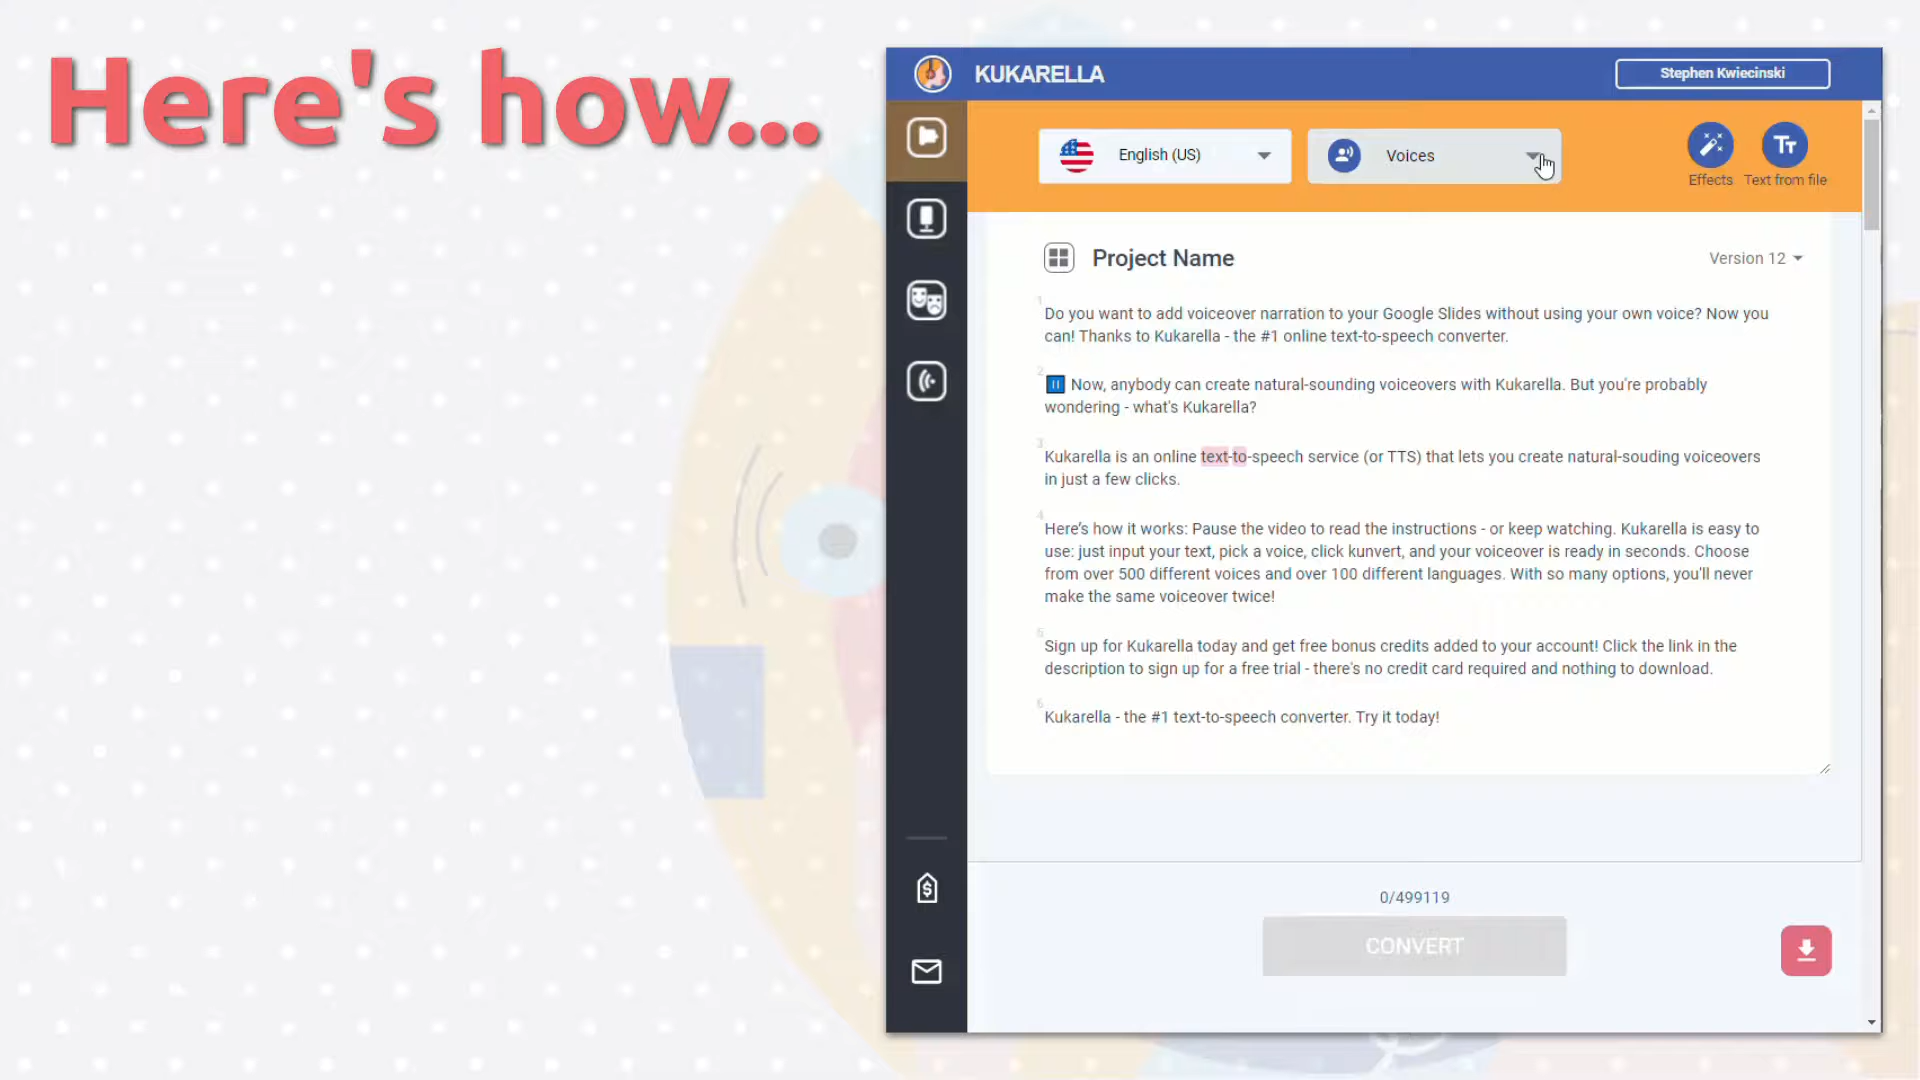 Here's how...
KUKARELLA
Stephen Kwiecinski
English (US)
Voices
Effects
Tt
Text from file
Project Name
Version 12
1
Do you want to add voiceover narration to your Google Slides without using your own voice? Now you
can! Thanks to Kukarella - the #1 online text-to-speech converter.
2
Now, anybody can create natural-sounding voiceovers with Kukarella. But you're probably
wondering - what's Kukarella?
3
Kukarella is an online text-to-speech service (or TTS) that lets you create natural-souding voiceovers
in just a few clicks.
4
Here's how it works: Pause the video to read the instructions - or keep watching. Kukarella is easy to
use: just input your text, pick a voice, click kunvert, and your voiceover is ready in seconds. Choose
from over 500 different voices and over 100 different languages. With so many options, you'll never
make the same voiceover twice!
5
Sign up for Kukarella today and get free bonus credits added to your account! Click the link in the
description to sign up for a free trial - there's no credit card required and nothing to download.
6
Kukarella - the #1 text-to-speech converter. Try it today!
0/499119
CONVERT